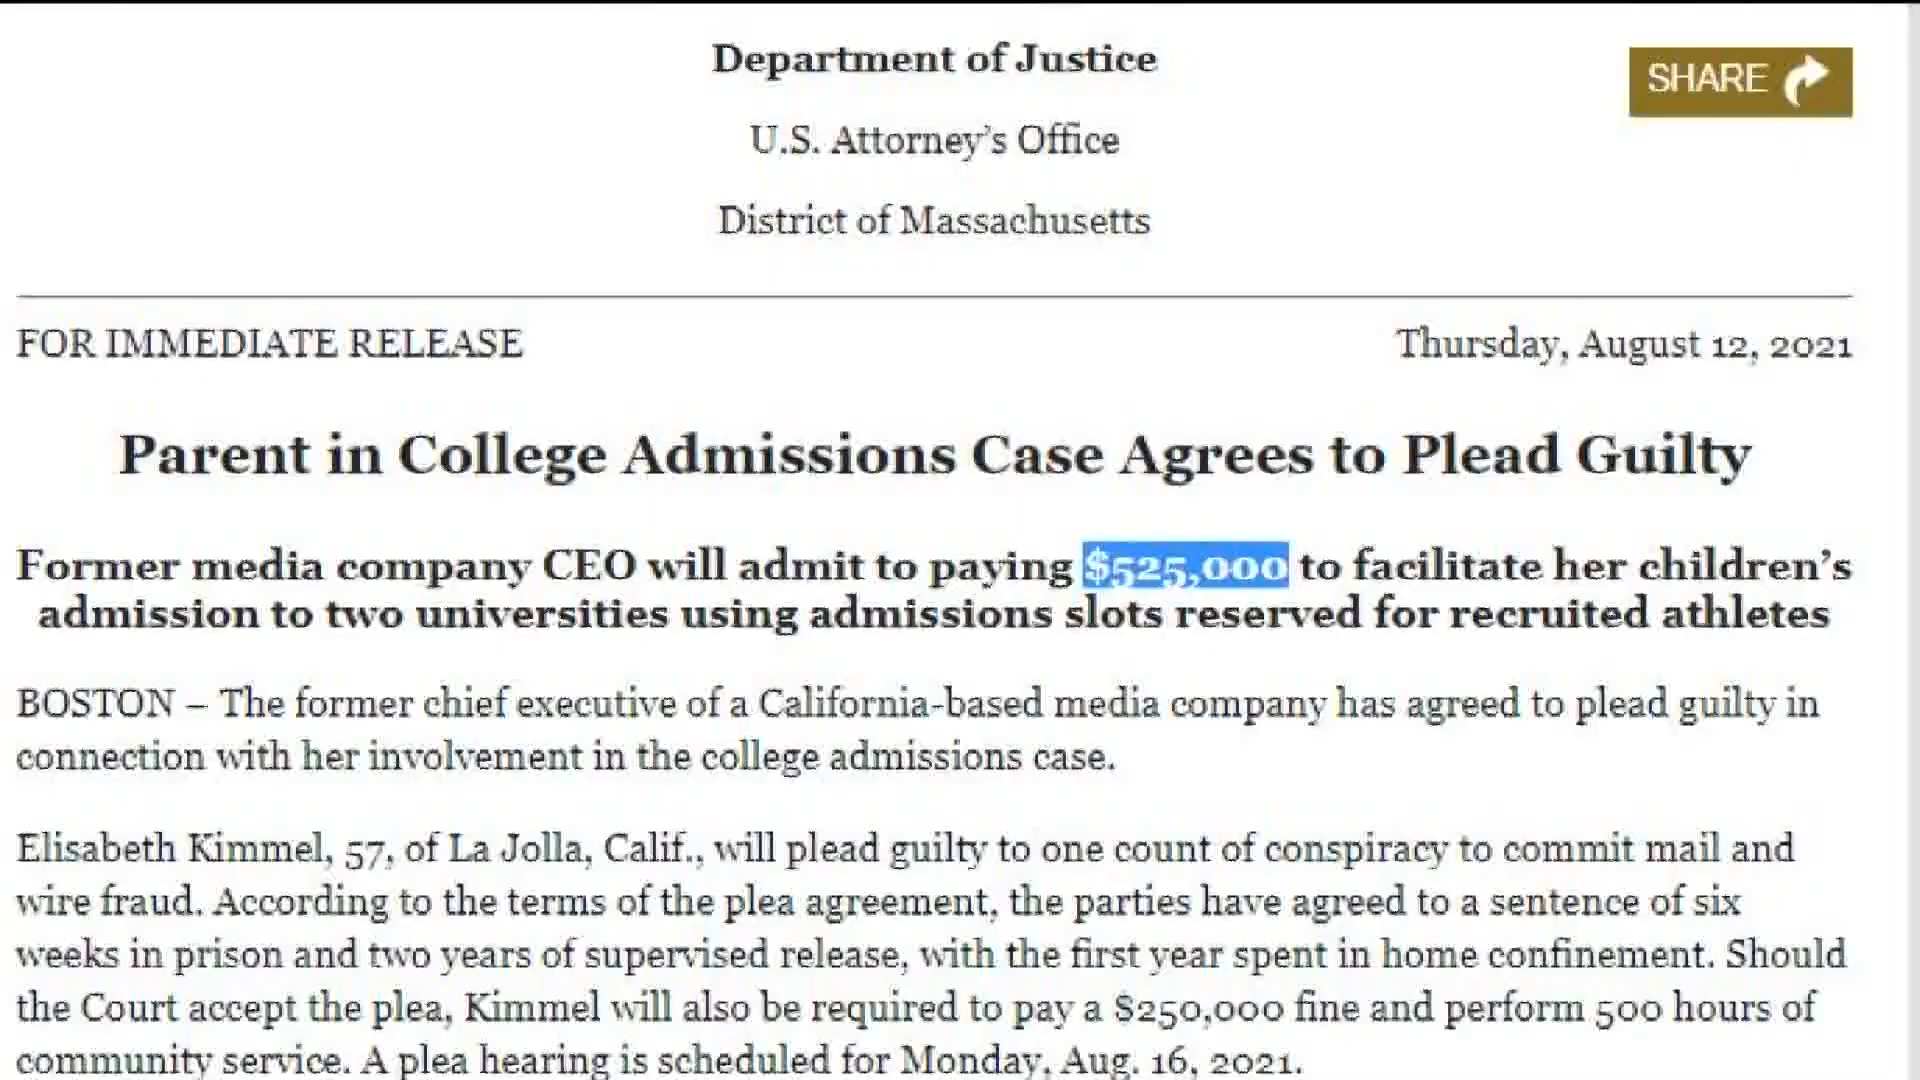 Department of Justice
SHARE
U.S. Attorney’s Office
District of Massachusetts
FOR IMMEDIATE RELEASE
Thursday, August 12, 2021
Parent in College Admissions Case Agrees to Plead Guilty
Former media company CEO will admit to paying $525,000 to facilitate her children’s
admission to two universities using admissions slots reserved for recruited athletes
BOSTON – The former chief executive of a California-based media company has agreed to plead guilty in
connection with her involvement in the college admissions case.
Elisabeth Kimmel, 57, of La Jolla, Calif., will plead guilty to one count of conspiracy to commit mail and
wire fraud. According to the terms of the plea agreement, the parties have agreed to a sentence of six
weeks in prison and two years of supervised release, with the first year spent in home confinement. Should
the Court accept the plea, Kimmel will also be required to pay a $250,000 fine and perform 500 hours of
community service. A plea hearing is scheduled for Monday, Aug. 16, 2021.